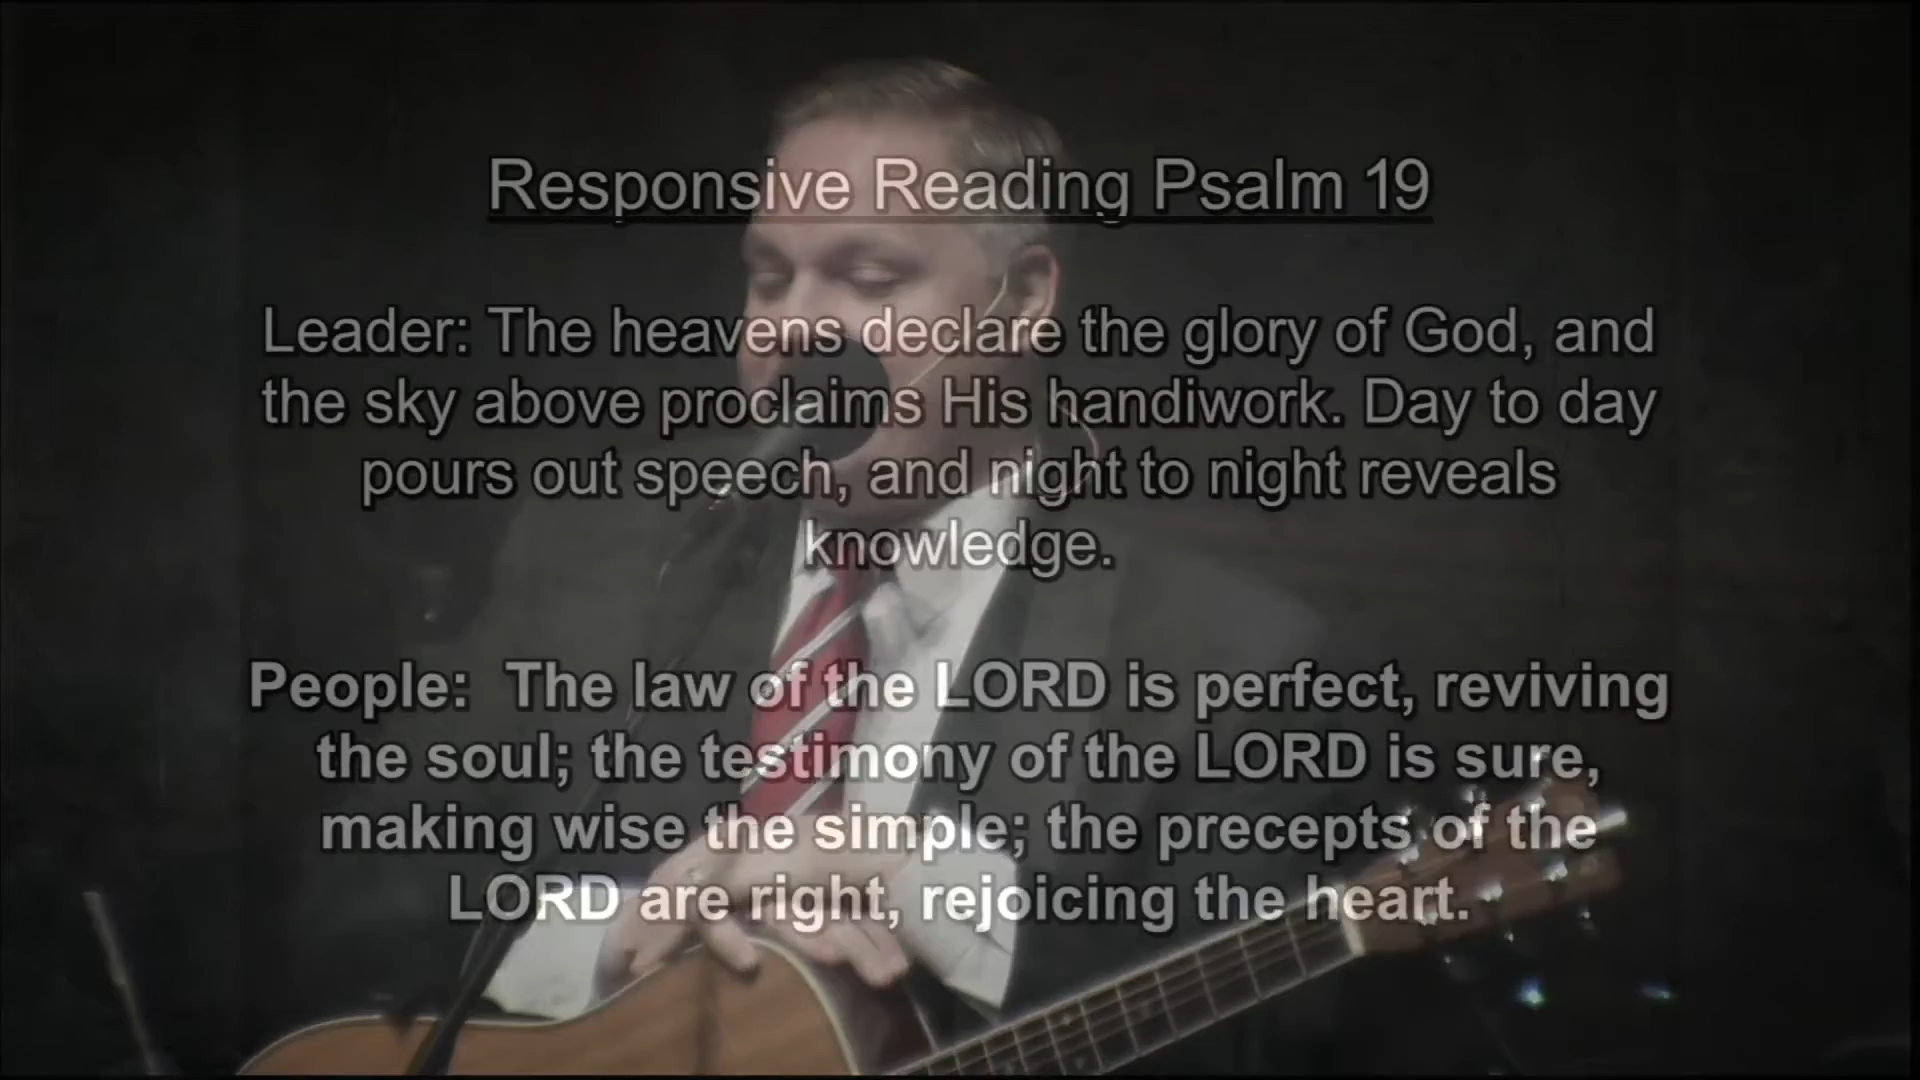 Responsive Reading Psalm 19
Leader: The heavens declare the glory of God, and
the sky above proclaims His handiwork. Day to day
pours out speech, and night to night reveals
knowledge.
People:  The law of the LORD is perfect, reviving
the soul; the testimony of the LORD is sure,
making wise the simple; the precepts of the
LORD are right, rejoicing the heart.